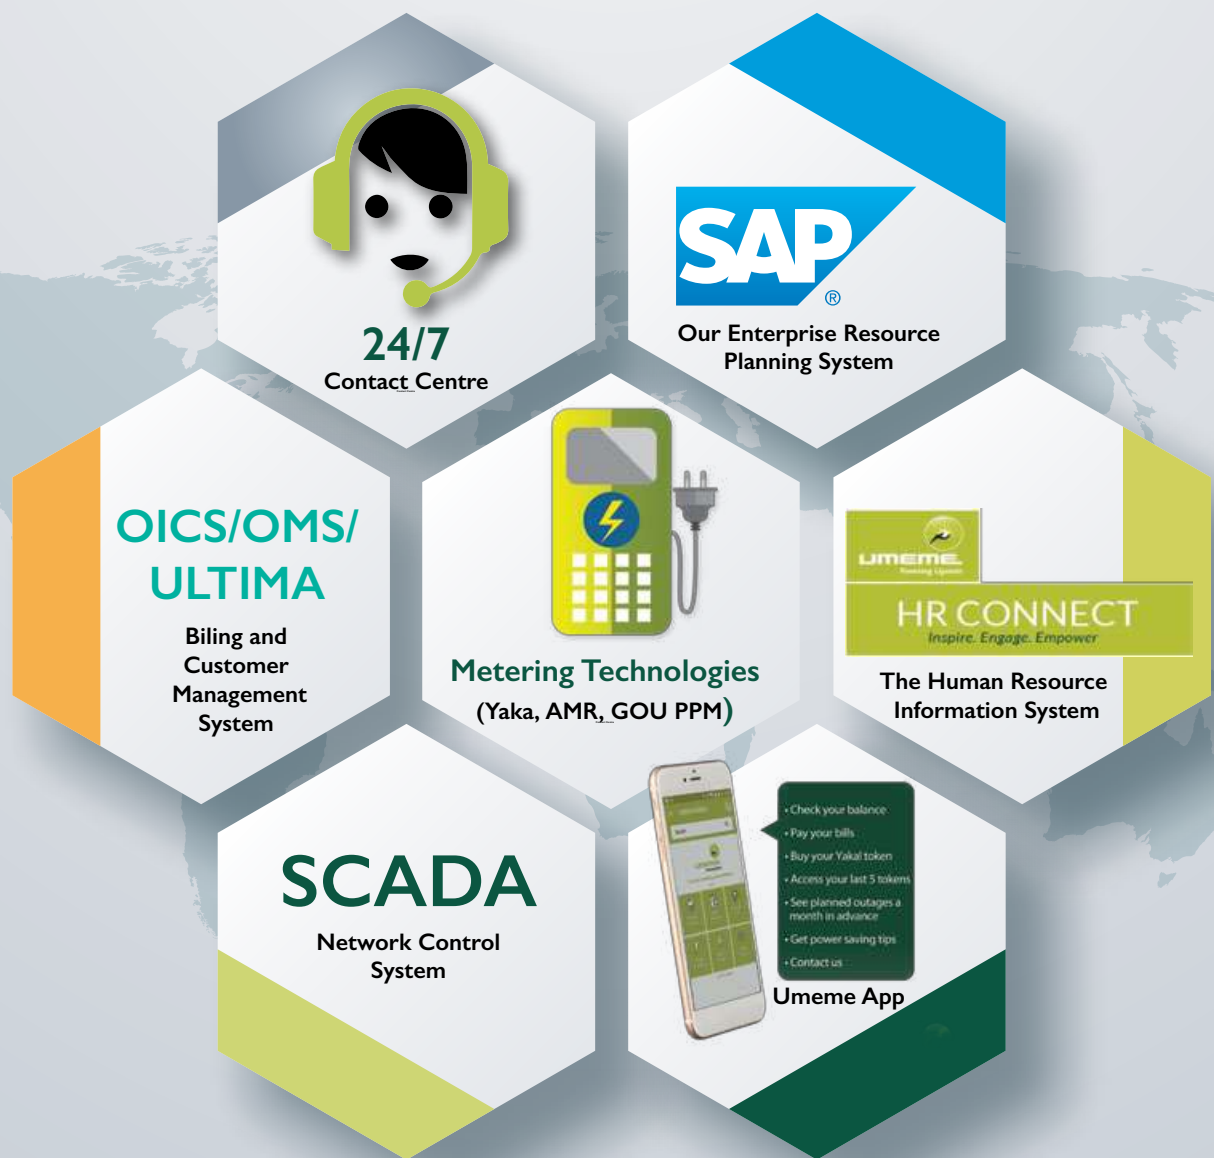 24/7
Contact Centre
SAP
®
Our Enterprise Resource
Planning System
OICS/OMS/
ULTIMA
Biling and
Customer
Management
System
Metering Technologies
(Yaka, AMR, GOU PPM)
UMEME
HR CONNECT
Inspire. Engage. Empower
The Human Resource
Information System
SCADA
Network Control
System
• Check your balance
• Pay your bills
• Buy your Yaka! token
• Access your last 5 tokens
• See planned outages a
month in advance
• Get power saving tips
• Contact us
Umeme App